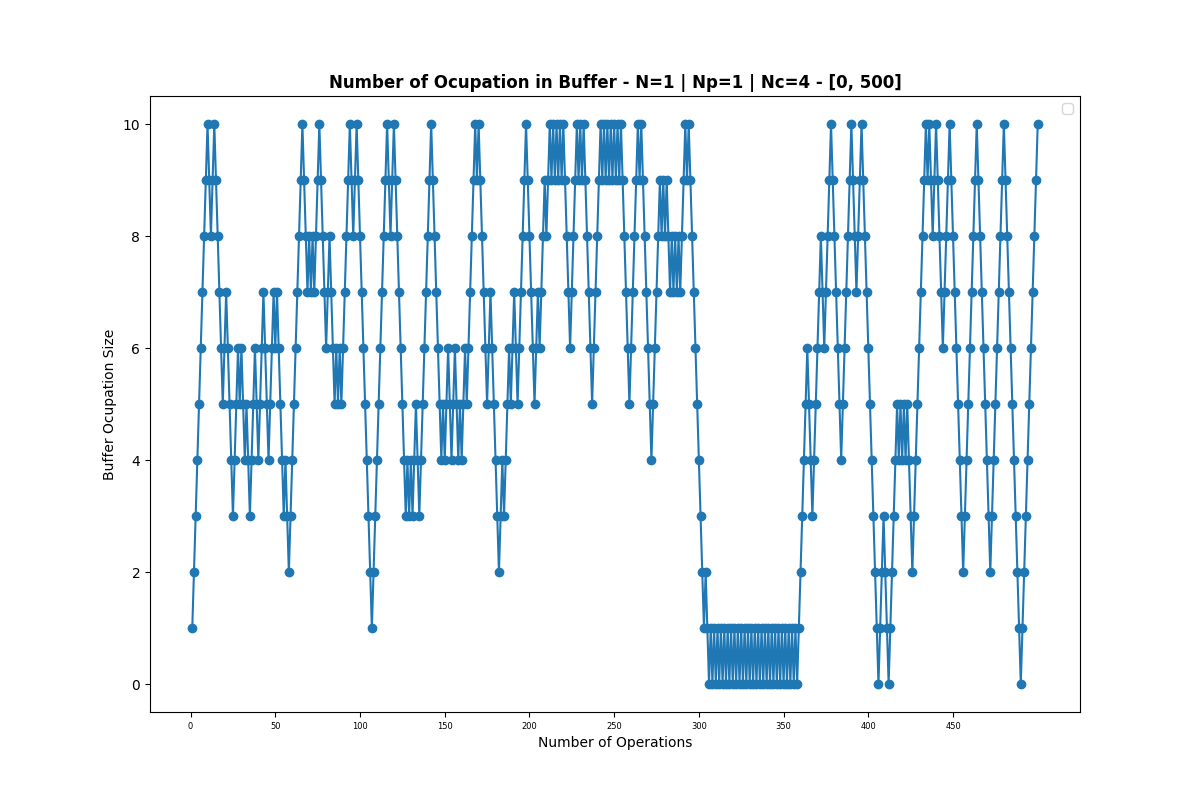 Number of Ocupation in Buffer - N=1 | Np=1 | Nc=4 - [0, 500]
10
8
6
4
2
0
Buffer Ocupation Size
0 50 100 150 200 250 300 350 400 450
Number of Operations